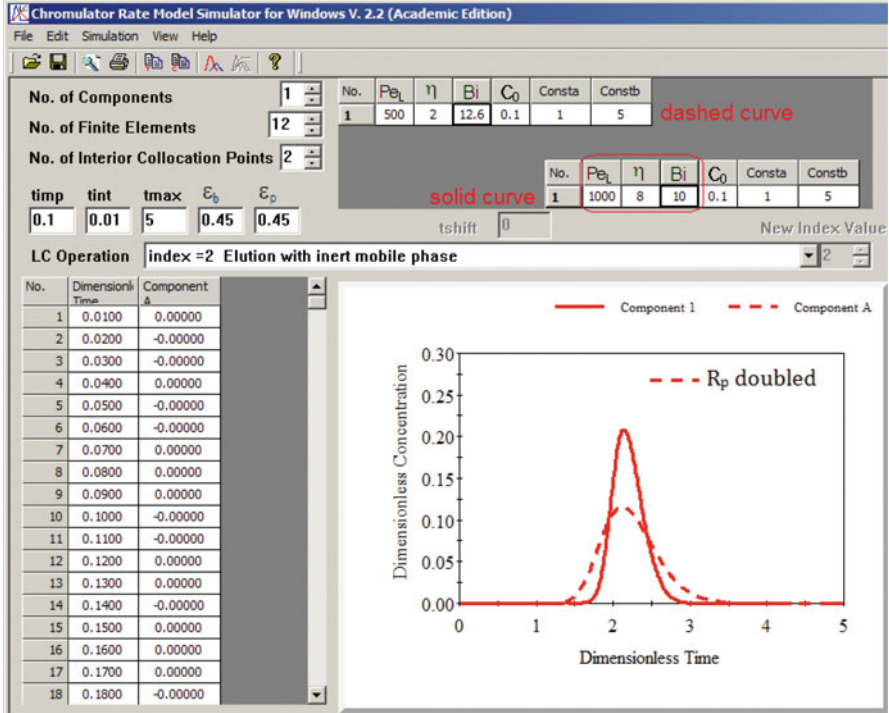 Chromulator Rate Model Simulator for Windows V. 2.2 (Academic Edition)
File Edit Simulation View Help
No. of Components 1
No. of Finite Elements 12
No. of Interior Collocation Points 2
No. PeL η Bi C0 Consta Constb
1 500 2 12.6 0.1 1 5
dashed curve
No. PeL η Bi C0 Consta Constb
solid curve 1 1000 8 10 0.1 1 5
timp tint tmax εb εp
0.1 0.01 5 0.45 0.45
tshift 0 New Index Value
LC Operation index =2 Elution with inert mobile phase 2
No. Dimensionl Component
Time A
1 0.0100 0.00000
2 0.0200 -0.00000
3 0.0300 -0.00000
4 0.0400 0.00000
5 0.0500 -0.00000
6 0.0600 -0.00000
7 0.0700 0.00000
8 0.0800 0.00000
9 0.0900 0.00000
10 0.1000 -0.00000
11 0.1100 -0.00000
12 0.1200 0.00000
13 0.1300 0.00000
14 0.1400 -0.00000
15 0.1500 0.00000
16 0.1600 0.00000
17 0.1700 0.00000
18 0.1800 -0.00000
Component 1 Component A
Rp doubled
Dimensionless Concentration
0.30
0.25
0.20
0.15
0.10
0.05
0.00
0 1 2 3 4 5
Dimensionless Time